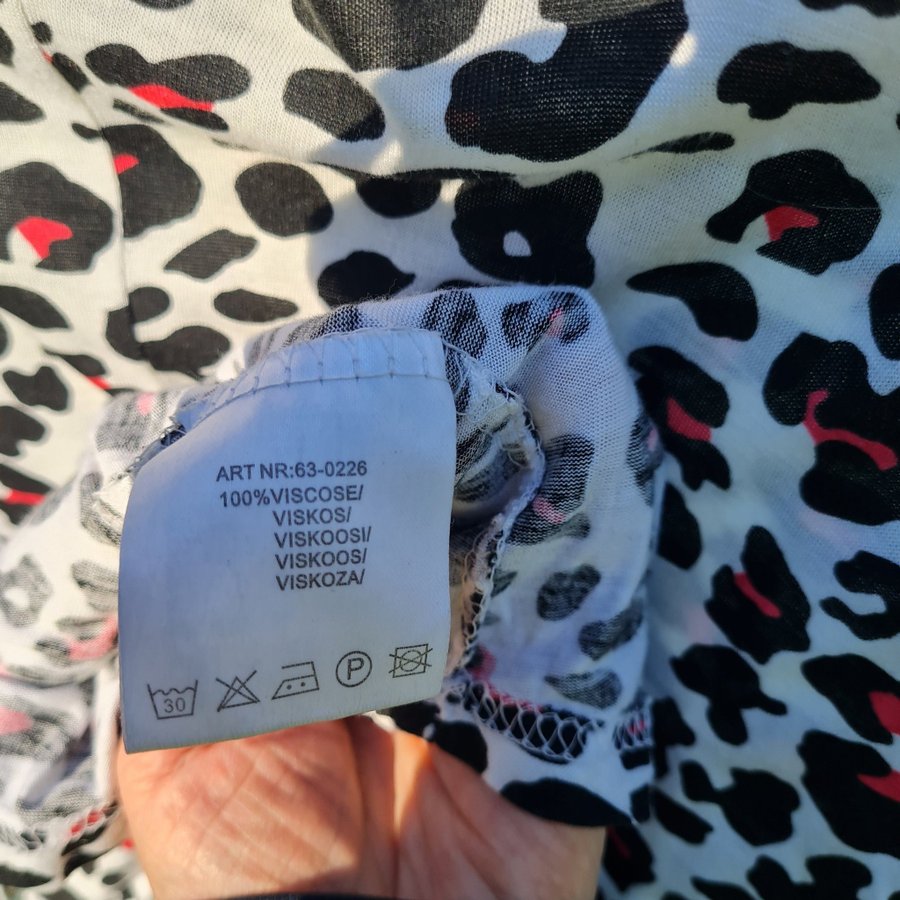 ART NR:63-0226
100%VISCOSE/
VISKOS/
VISKOOSI/
VISKOOS/
VISKOZA/
30
P